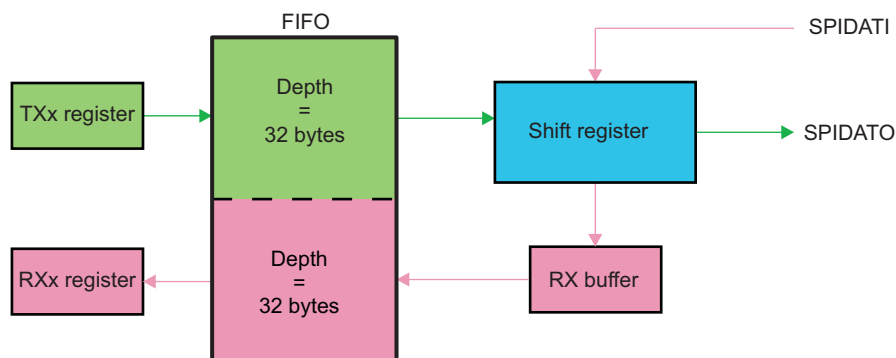 FIFO
SPIDATI
TXx register
Depth
=
32 bytes
Shift register
SPIDATO
RXx register
Depth
=
32 bytes
RX buffer